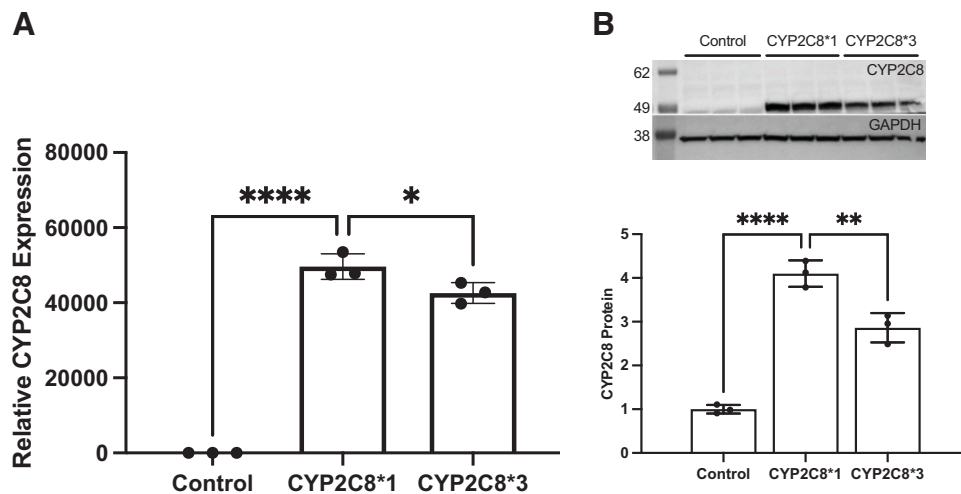 A
Relative CYP2C8 Expression
80000
60000
40000
20000
0
****
*
Control CYP2C8*1 CYP2C8*3
B
Control CYP2C8*1 CYP2C8*3
CYP2C8
62
49
GAPDH
38
CYP2C8 Protein
5
4
3
2
1
0
****
**
Control CYP2C8*1 CYP2C8*3